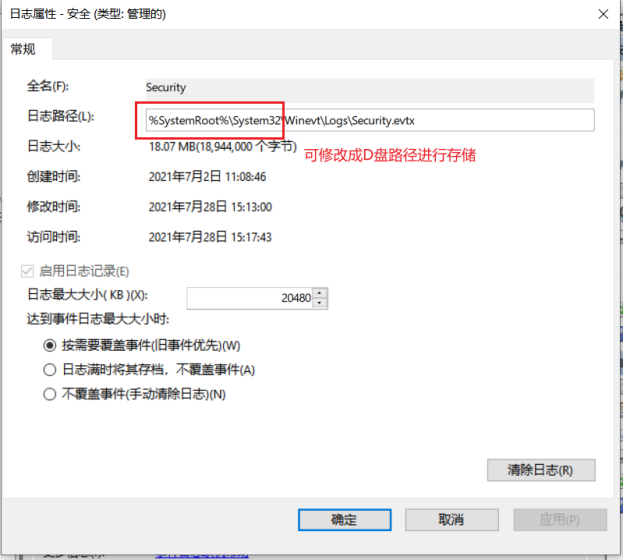 日志属性 - 安全 (类型: 管理的)
常规
全名(F): Security
日志路径(L): %SystemRoot%\System32\Winevt\Logs\Security.evtx
日志大小: 18.07 MB(18,944,000 个字节)
可修改成D盘路径进行存储
创建时间: 2021年7月2日 11:08:46
修改时间: 2021年7月28日 15:13:00
访问时间: 2021年7月28日 15:17:43
启用日志记录(E)
日志最大大小( KB )(X): 20480
达到事件日志最大大小时:
按需要覆盖事件(旧事件优先)(W)
日志满时将其存档，不覆盖事件(A)
不覆盖事件(手动清除日志)(N)
清除日志(R)
确定 取消 应用(P)